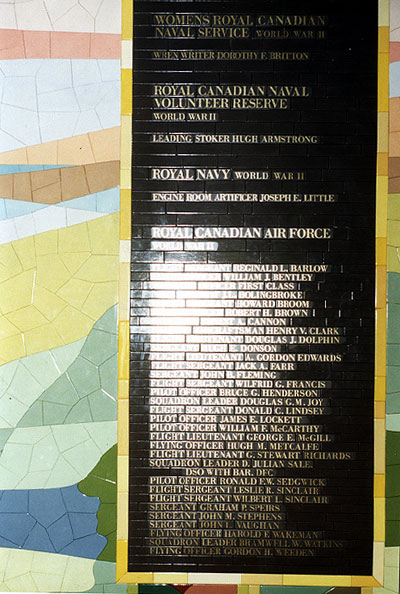 WOMENS ROYAL CANADIAN
NAVAL SERVICE WORLD WAR II
WREN WRITER DOROTHY F. BRITTON
ROYAL CANADIAN NAVAL
VOLUNTEER RESERVE
WORLD WAR II
LEADING STOKER HUGH ARMSTRONG
ROYAL NAVY WORLD WAR II
ENGINE ROOM ARTIFICER JOSEPH E. LITTLE
ROYAL CANADIAN AIR FORCE
WORLD WAR II
FLIGHT SERGEANT REGINALD L. BARLOW
WILLIAM J. BENTLEY
FIRST CLASS
BOLINGBROKE
HOWARD BROOM
ROBERT H. BROWN
CANNON
CRAFTSMAN HENRY V. CLARK
LIEUTENANT DOUGLAS J. DOLPHIN
DONSON
FLIGHT LIEUTENANT A. GORDON EDWARDS
FLIGHT SERGEANT JACK A. FARR
SERGEANT JOHN B. FLEMING
FLIGHT SERGEANT WILFRID G. FRANCIS
PILOT OFFICER BRUCE G. HENDERSON
SQUADRON LEADER DOUGLAS G.M. JOY
FLIGHT SERGEANT DONALD C. LINDSEY
PILOT OFFICER JAMES E. LOCKETT
PILOT OFFICER WILLIAM F. McCARTHY
FLIGHT LIEUTENANT GEORGE E. McGILL
FLYING OFFICER HUGH M. METCALFE
FLIGHT LIEUTENANT G. STEWART RICHARDS
SQUADRON LEADER D. JULIAN SALE.
DSO WITH BAR, DFC
PILOT OFFICER RONALD F.W. SEDGWICK
FLIGHT SERGEANT LESLIE R. SINCLAIR
FLIGHT SERGEANT WILBERT L. SINCLAIR
SERGEANT GRAHAM P. SPEIRS
SERGEANT JOHN M. STEPHENS
SERGEANT JOHN L. VAUGHAN
FLYING OFFICER HAROLD E. WAKEMAN
SQUADRON LEADER BRAMWELL W. WATKINS
FLYING OFFICER GORDON H. WEEDEN